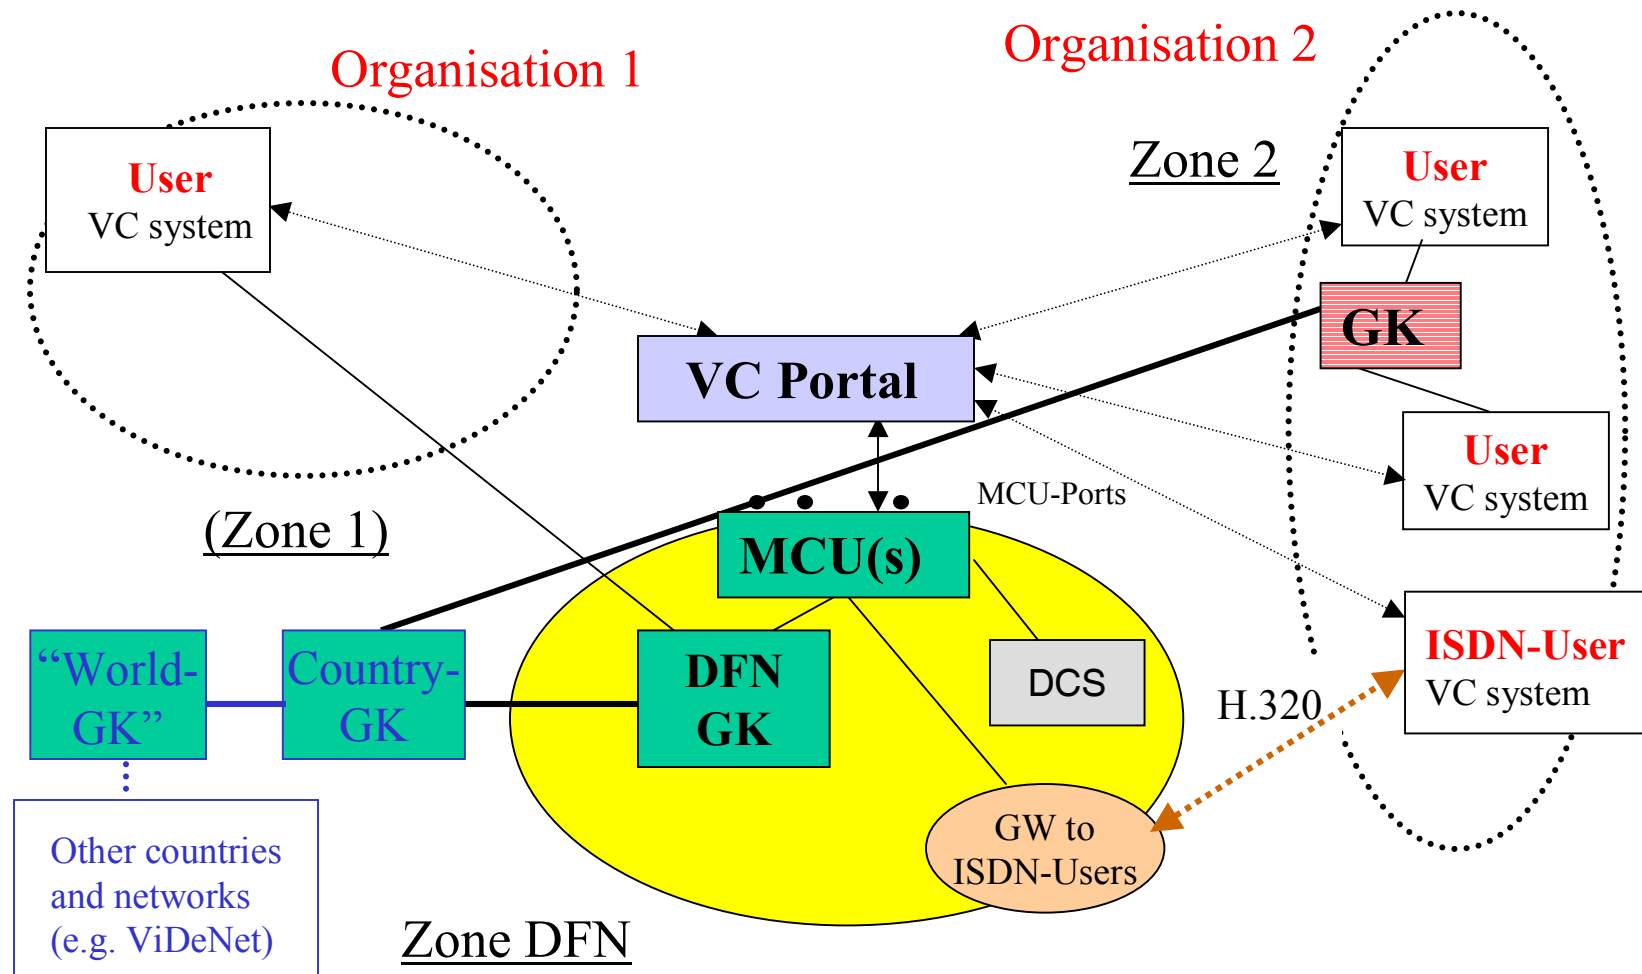 Organisation 1
Organisation 2
User
VC system
Zone 2
User
VC system
GK
VC Portal
User
VC system
MCU-Ports
(Zone 1)
MCU(s)
“World-
GK”
Country-
GK
DFN
GK
DCS
ISDN-User
VC system
H.320
GW to
ISDN-Users
Other countries
and networks
(e.g. ViDeNet)
Zone DFN